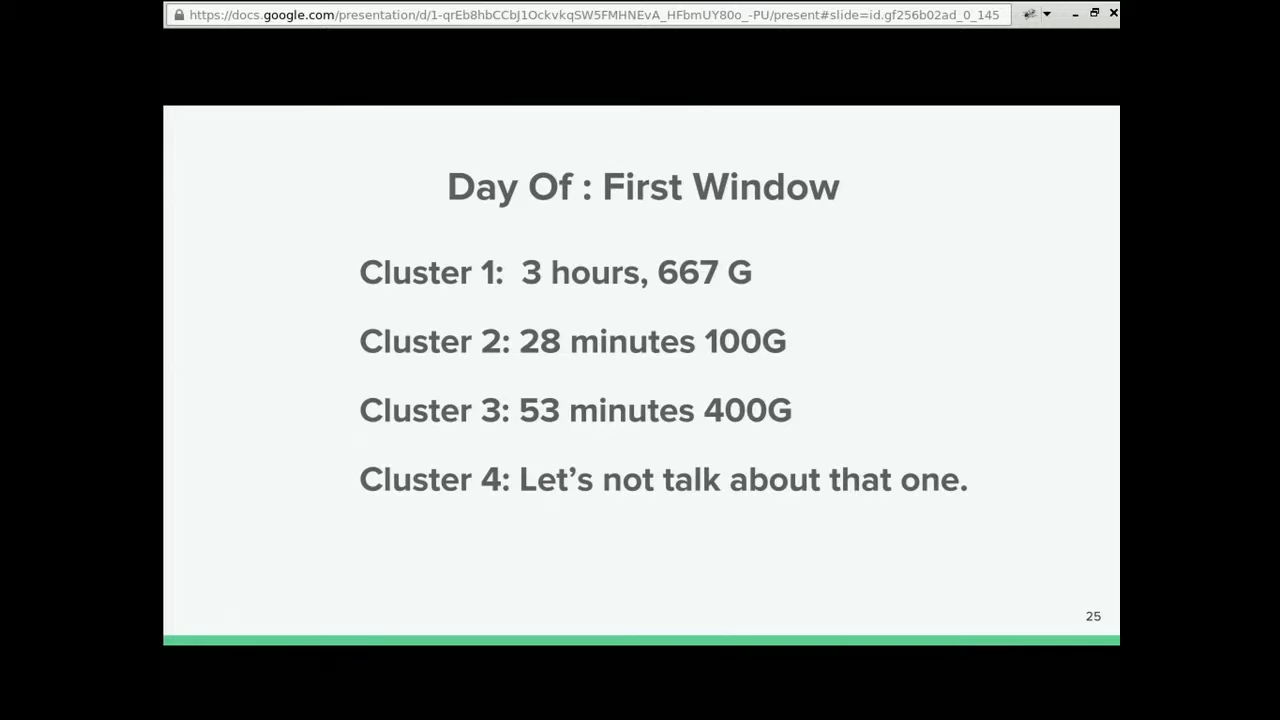 https://docs.google.com/presentation/d/1-qrEb8hbCCbJ1OckvkqSW5FMHNEvA_HFbmUY80o_-PU/present#slide=id.gf256b02ad_0_145
Day Of : First Window
Cluster 1:  3 hours, 667 G
Cluster 2: 28 minutes 100G
Cluster 3: 53 minutes 400G
Cluster 4: Let’s not talk about that one.
25